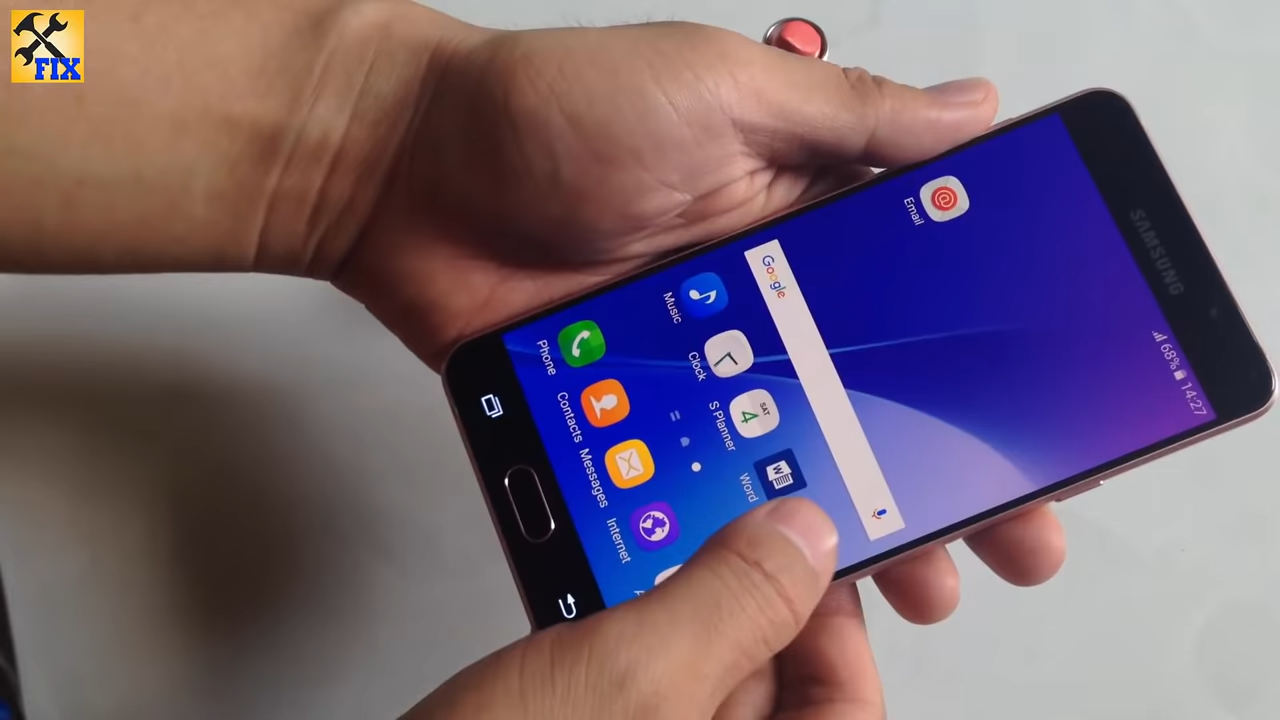 FIX
SAMSUNG
68% 14:27
Email
Google
Music
Clock
S Planner
SAT
4
Word
W
Phone
Contacts
Messages
Internet